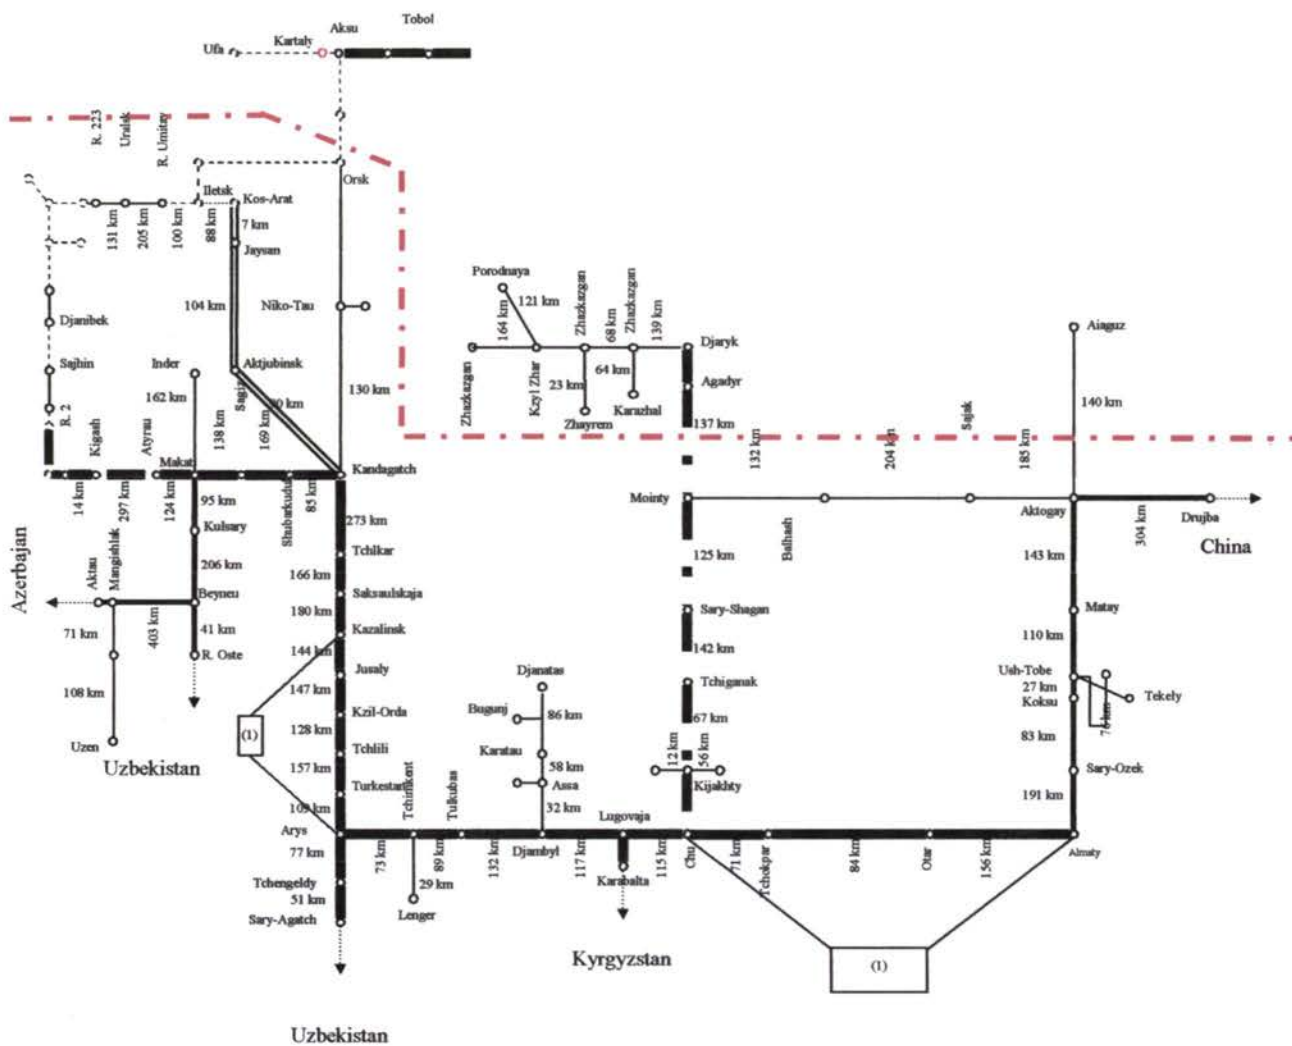 Tobol
Aksu
Kartaly
Ufa
R. 223
Uralsk
R. Umitay
Orsk
Iletsk
Kos-Arat
7 km
131 km
205 km
100 km
88 km
Jaysan
104 km
Niko-Tau
Djanibek
Sajhin
R. 2
Inder
162 km
Aktjubinsk
130 km
138 km
169 km
Kigash
Atyrau
Makat
Kandagatch
14 km
297 km
124 km
95 km
Shubarkuduk
85 km
Kulsary
206 km
Aktau
Mangishlak
Beyneu
71 km
403 km
41 km
R. Oste
108 km
Uzen
Azerbajan
Uzbekistan
273 km
Tchlkar
166 km
Saksaulskaja
180 km
Kazalinsk
144 km
Jusaly
147 km
Kzil-Orda
128 km
Tchlili
157 km
Turkestan
(1)
Arys
77 km
Tchengeldy
51 km
Sary-Agatch
Uzbekistan
Tchimkent
Tulkubas
73 km
89 km
132 km
29 km
Lenger
Djanatas
Bugunj
86 km
Karatau
58 km
Assa
32 km
Djambyl
Lugovaja
117 km
115 km
Karabalta
Kyrgyzstan
Porodnaya
121 km
164 km
Zhazkazgan
Zhazkazgan
68 km
139 km
Djaryk
Agadyr
137 km
Zhazkazgan
Kzyl Zhar
23 km
Zhayrem
64 km
Karazhal
132 km
204 km
Sajak
185 km
Mointy
Balhash
125 km
Sary-Shagan
142 km
Tchiganak
67 km
12 km
56 km
Kijakhty
Chu
71 km
Tchokpar
84 km
Otar
156 km
Almaty
(1)
Aiaguz
140 km
Aktogay
304 km
Drujba
China
143 km
Matay
110 km
Ush-Tobe
27 km
Koksu
Tekely
76 km
83 km
Sary-Ozek
191 km